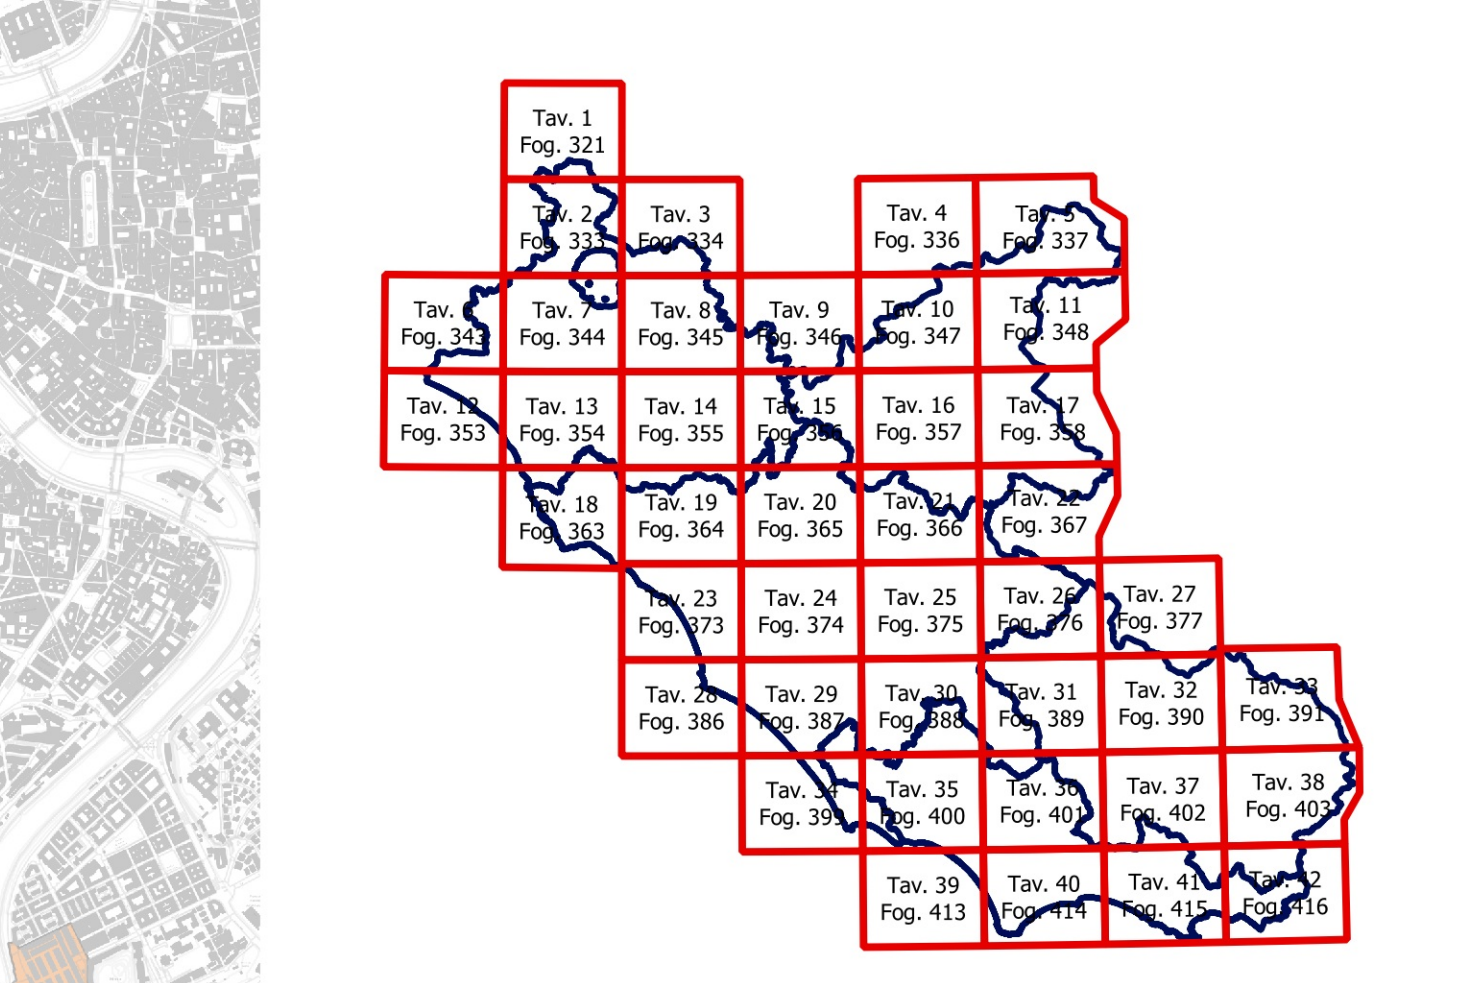 Tav. 1
Fog. 321
Tav. 2
Fog. 333
Tav. 3
Fog. 334
Tav. 4
Fog. 336
Tav. 5
Fog. 337
Tav. 6
Fog. 343
Tav. 7
Fog. 344
Tav. 8
Fog. 345
Tav. 9
Fog. 346
Tav. 10
Fog. 347
Tav. 11
Fog. 348
Tav. 12
Fog. 353
Tav. 13
Fog. 354
Tav. 14
Fog. 355
Tav. 15
Fog. 356
Tav. 16
Fog. 357
Tav. 17
Fog. 358
Tav. 18
Fog. 363
Tav. 19
Fog. 364
Tav. 20
Fog. 365
Tav. 21
Fog. 366
Tav. 22
Fog. 367
Tav. 23
Fog. 373
Tav. 24
Fog. 374
Tav. 25
Fog. 375
Tav. 26
Fog. 376
Tav. 27
Fog. 377
Tav. 28
Fog. 386
Tav. 29
Fog. 387
Tav. 30
Fog. 388
Tav. 31
Fog. 389
Tav. 32
Fog. 390
Tav. 33
Fog. 391
Tav. 34
Fog. 399
Tav. 35
Fog. 400
Tav. 36
Fog. 401
Tav. 37
Fog. 402
Tav. 38
Fog. 403
Tav. 39
Fog. 413
Tav. 40
Fog. 414
Tav. 41
Fog. 415
Tav. 42
Fog. 416